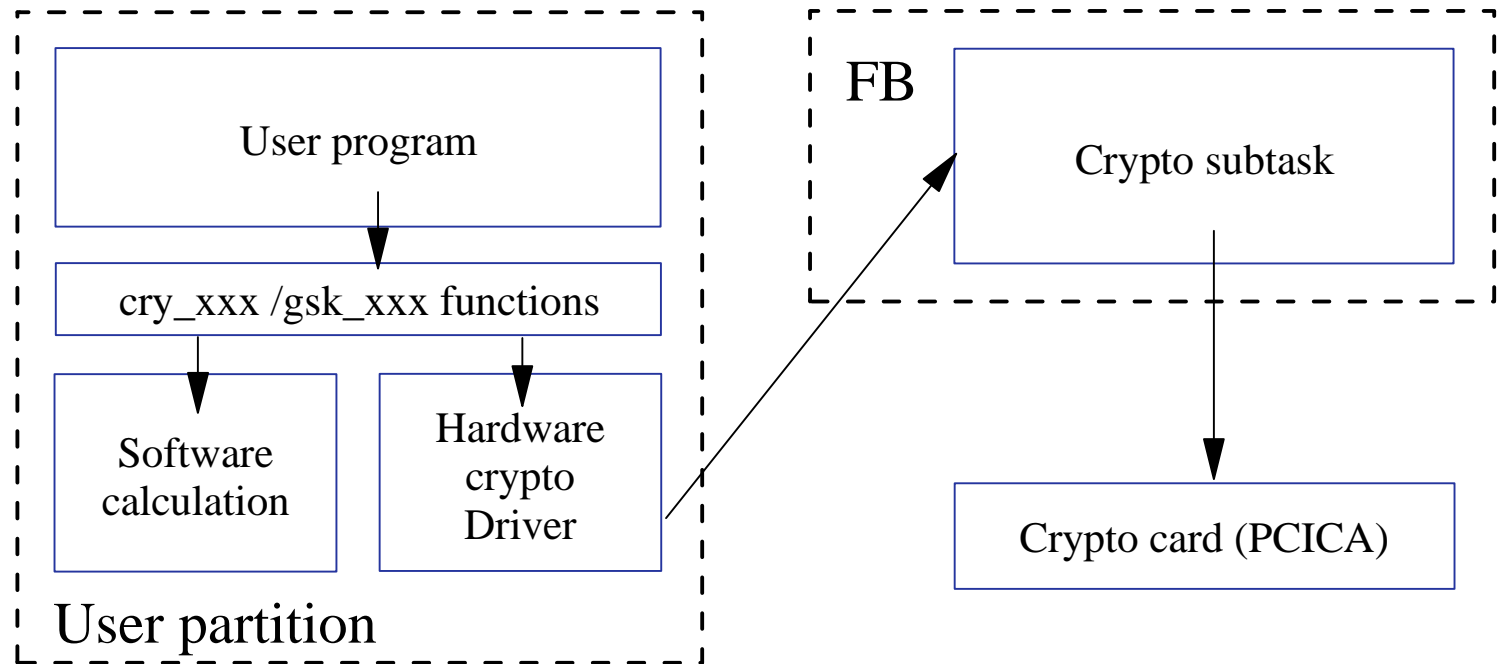 User program
cry_xxx /gsk_xxx functions
Software
calculation
Hardware
crypto
Driver
User partition
FB
Crypto subtask
Crypto card (PCICA)